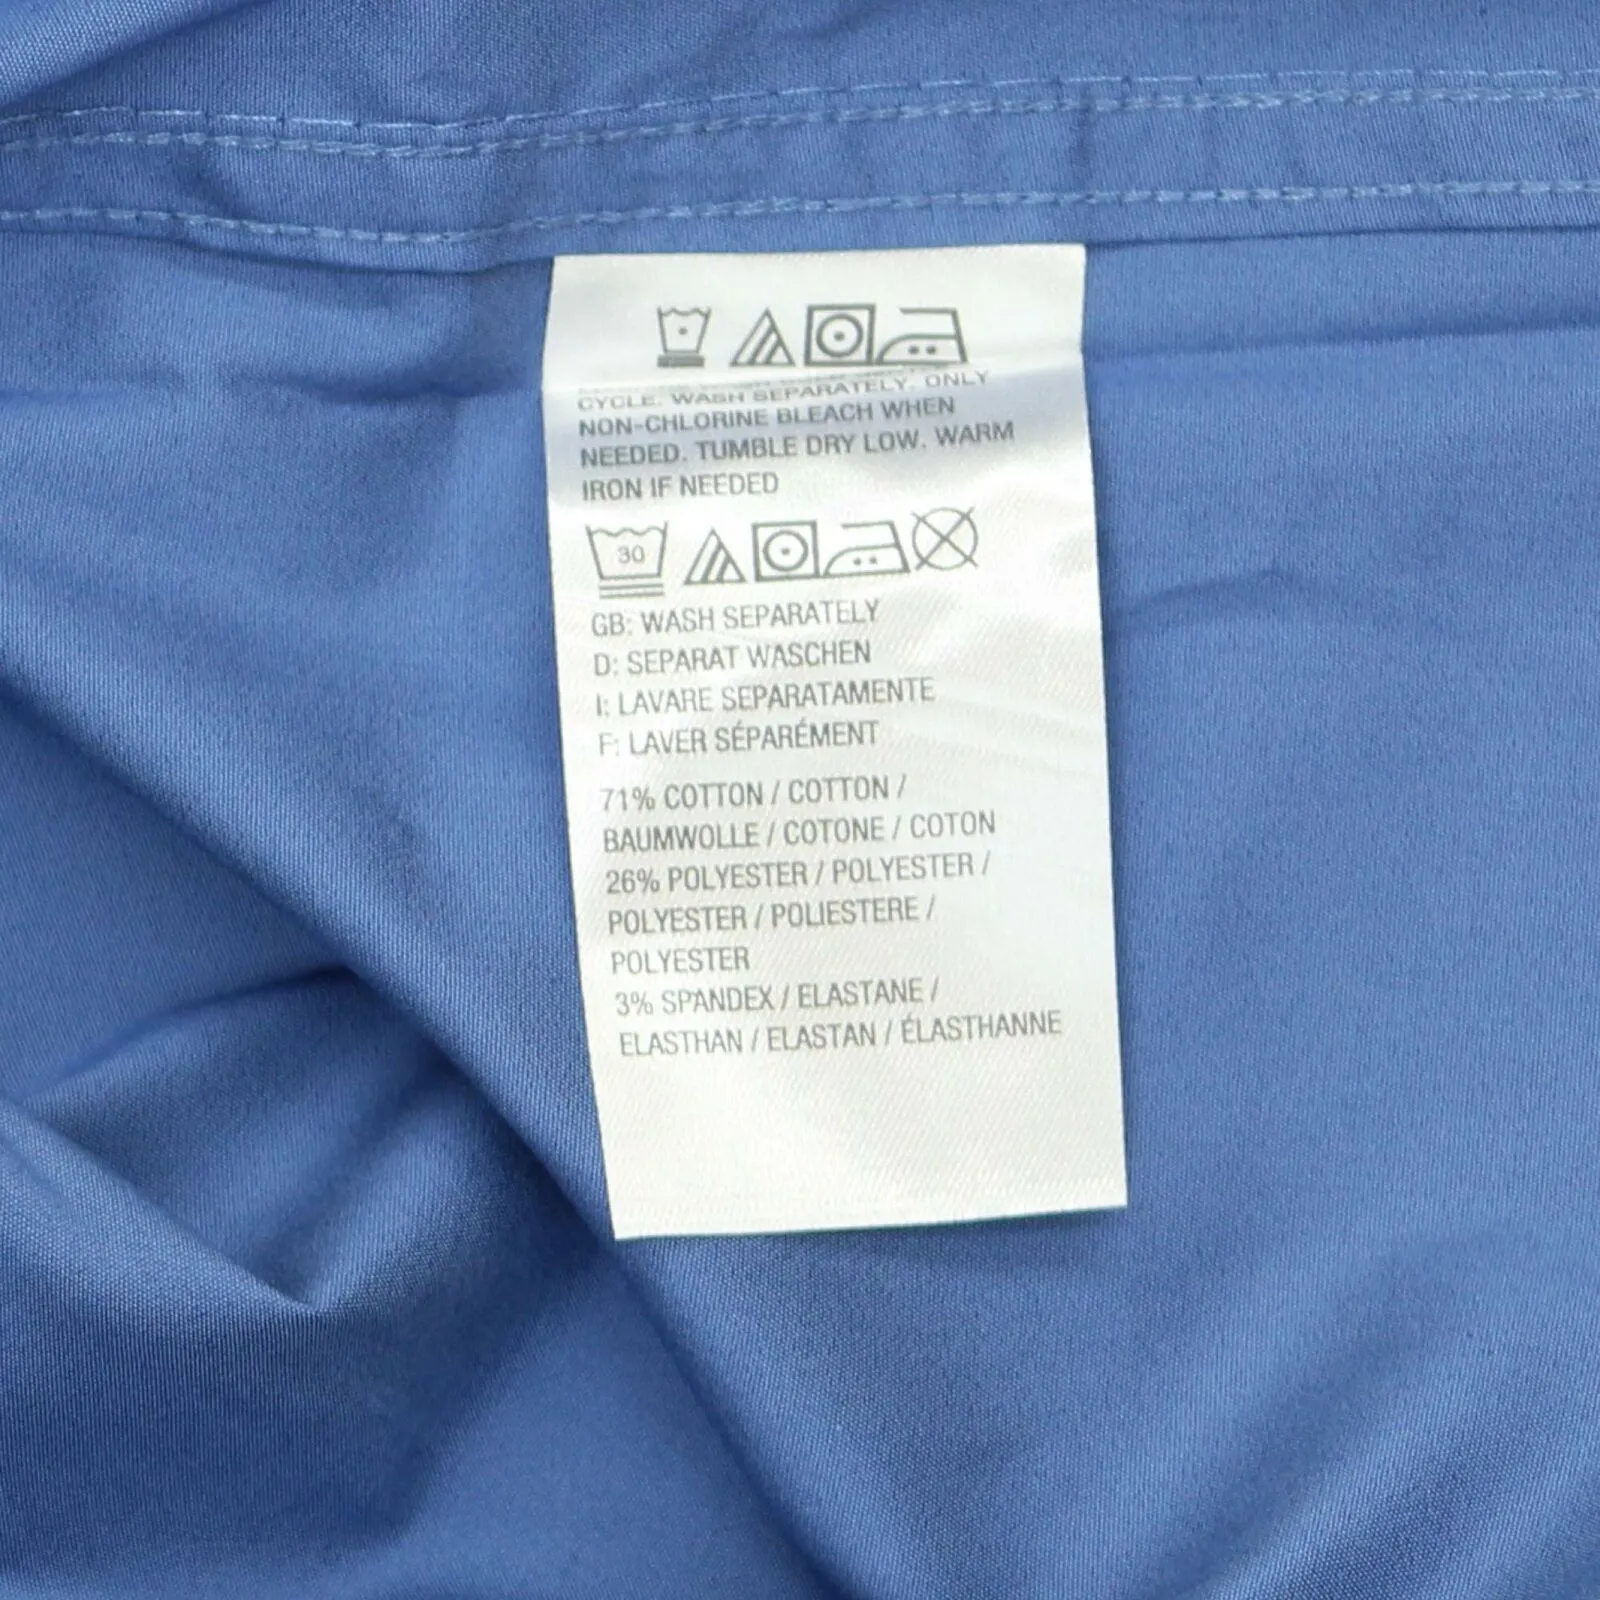 CYCLE. WASH SEPARATELY. ONLY
NON-CHLORINE BLEACH WHEN
NEEDED. TUMBLE DRY LOW. WARM
IRON IF NEEDED
30
GB: WASH SEPARATELY
D: SEPARAT WASCHEN
I: LAVARE SEPARATAMENTE
F: LAVER SÉPARÉMENT
71% COTTON / COTTON /
BAUMWOLLE / COTONE / COTON
26% POLYESTER / POLYESTER /
POLYESTER / POLIESTERE /
POLYESTER
3% SPANDEX / ELASTANE /
ELASTHAN / ELASTAN / ÉLASTHANNE